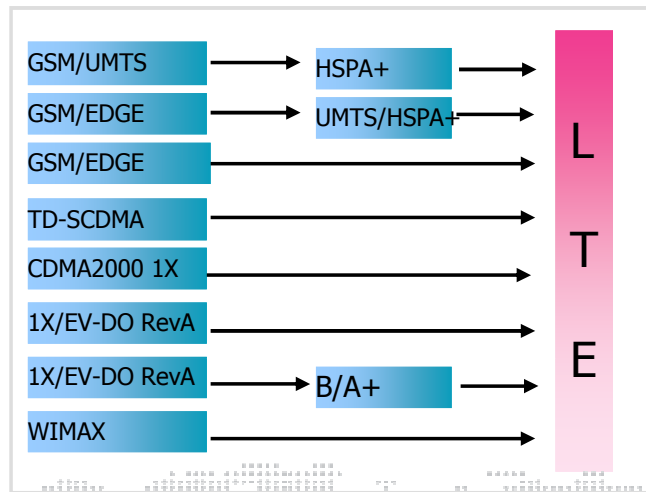 GSM/UMTS
HSPA+
GSM/EDGE
UMTS/HSPA+
GSM/EDGE
TD-SCDMA
CDMA2000 1X
1X/EV-DO RevA
1X/EV-DO RevA
B/A+
WIMAX
L
T
E